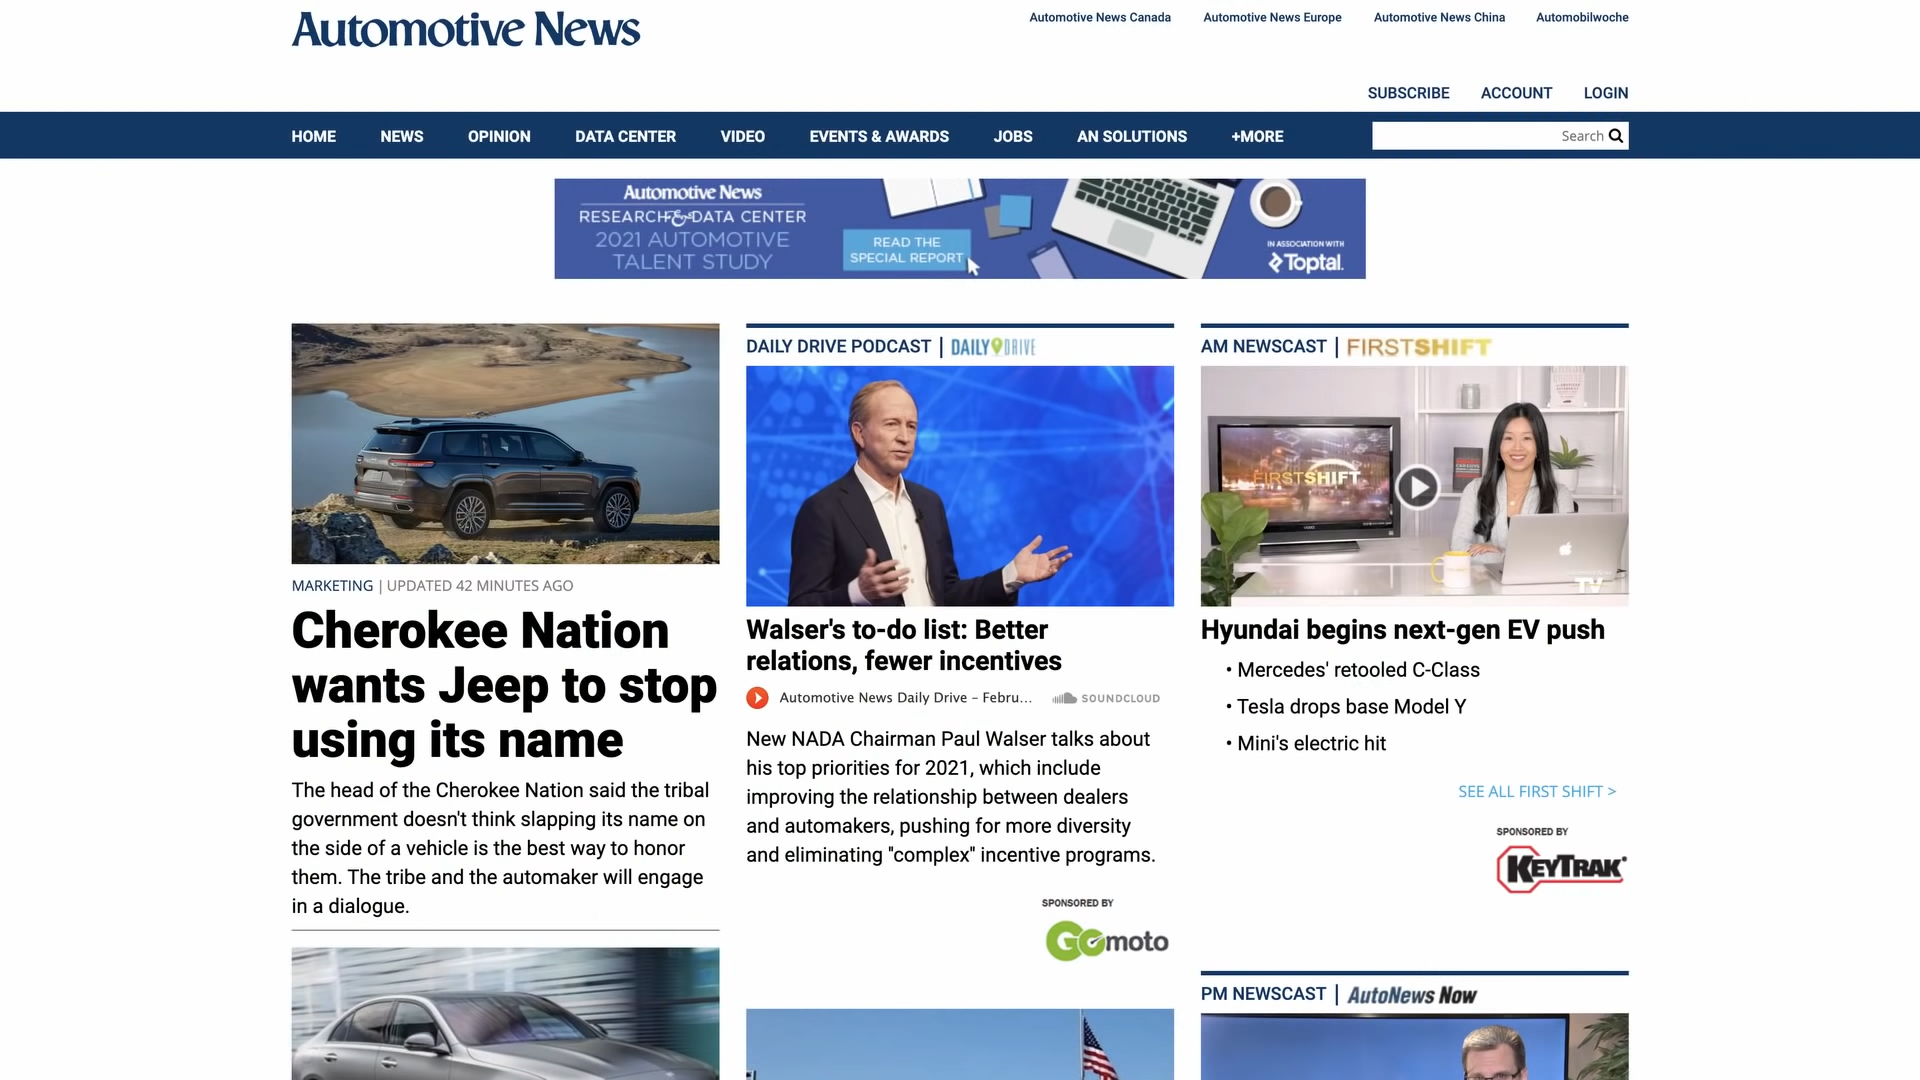 Automotive News
Automotive News Canada
Automotive News Europe
Automotive News China
Automobilwoche
SUBSCRIBE
ACCOUNT
LOGIN
HOME
NEWS
OPINION
DATA CENTER
VIDEO
EVENTS & AWARDS
JOBS
AN SOLUTIONS
+MORE
Search
Automotive News
RESEARCH & DATA CENTER
2021 AUTOMOTIVE
TALENT STUDY
READ THE
SPECIAL REPORT
IN ASSOCIATION WITH
Toptal.
MARKETING | UPDATED 42 MINUTES AGO
Cherokee Nation
wants Jeep to stop
using its name
The head of the Cherokee Nation said the tribal
government doesn't think slapping its name on
the side of a vehicle is the best way to honor
them. The tribe and the automaker will engage
in a dialogue.
DAILY DRIVE PODCAST | DAILY DRIVE
Walser's to-do list: Better
relations, fewer incentives
Automotive News Daily Drive – Febru...
SOUNDCLOUD
New NADA Chairman Paul Walser talks about
his top priorities for 2021, which include
improving the relationship between dealers
and automakers, pushing for more diversity
and eliminating "complex" incentive programs.
SPONSORED BY
GOmoto
AM NEWSCAST | FIRSTSHIFT
FIRSTSHIFT
TV
Hyundai begins next-gen EV push
• Mercedes' retooled C-Class
• Tesla drops base Model Y
• Mini's electric hit
SEE ALL FIRST SHIFT >
SPONSORED BY
KEYTRAK
PM NEWSCAST | AutoNews Now